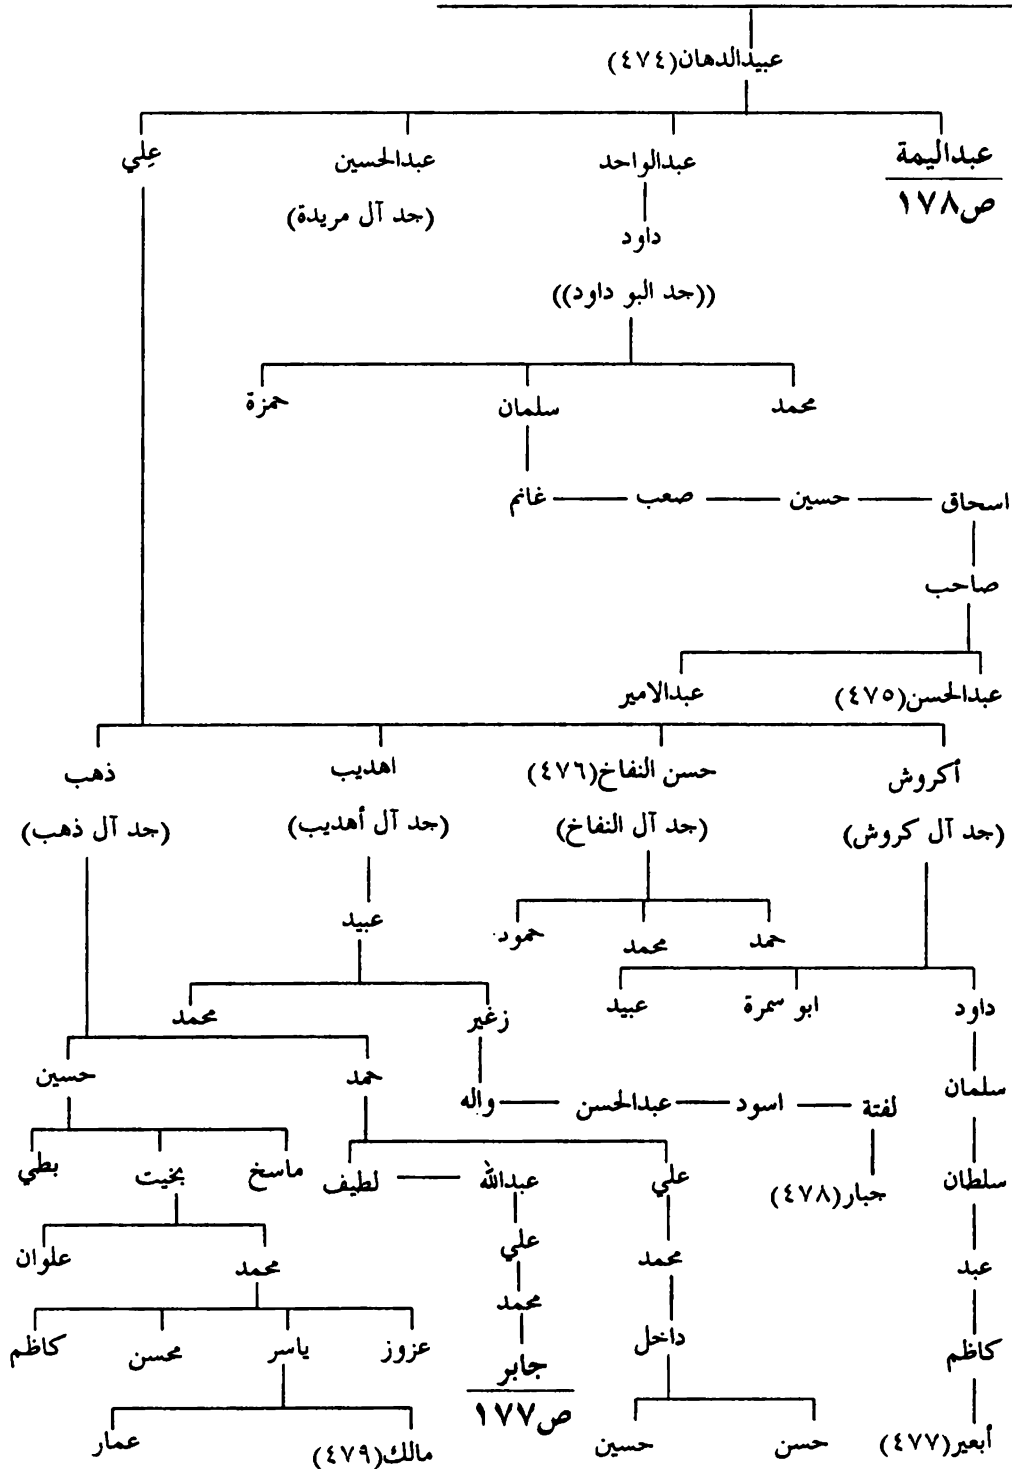 عبيدالدهان(٤٧٤)
عبداليمة عبدالواحد عبدالحسين علي
ص١٧٨
(جد آل مريدة)
داود
((جد البو داود))
محمد سلمان حمزة
اسحاق حسين صعب غانم
صاحب
عبدالحسن(٤٧٥) عبدالامير
أكروش حسن النفاخ(٤٧٦) اهديب ذهب
(جد آل كروش) (جد آل النفاخ) (جد آل أهديب) (جد آل ذهب)
عبيد
حمد محمد حمود
داود ابو سمرة عبيد زغير محمد
حمد حسين
سلمان
لفتة اسود عبدالحسن واله
ماسخ بخيت بطي
سلطان جبار(٤٧٨) علي عبدالله لطيف
علي محمد عبد
محمد علوان
محمد
كاظم داخل جابر عزوز ياسر محسن كاظم
ص١٧٧
أبعير(٤٧٧) حسن حسين مالك(٤٧٩) عمار